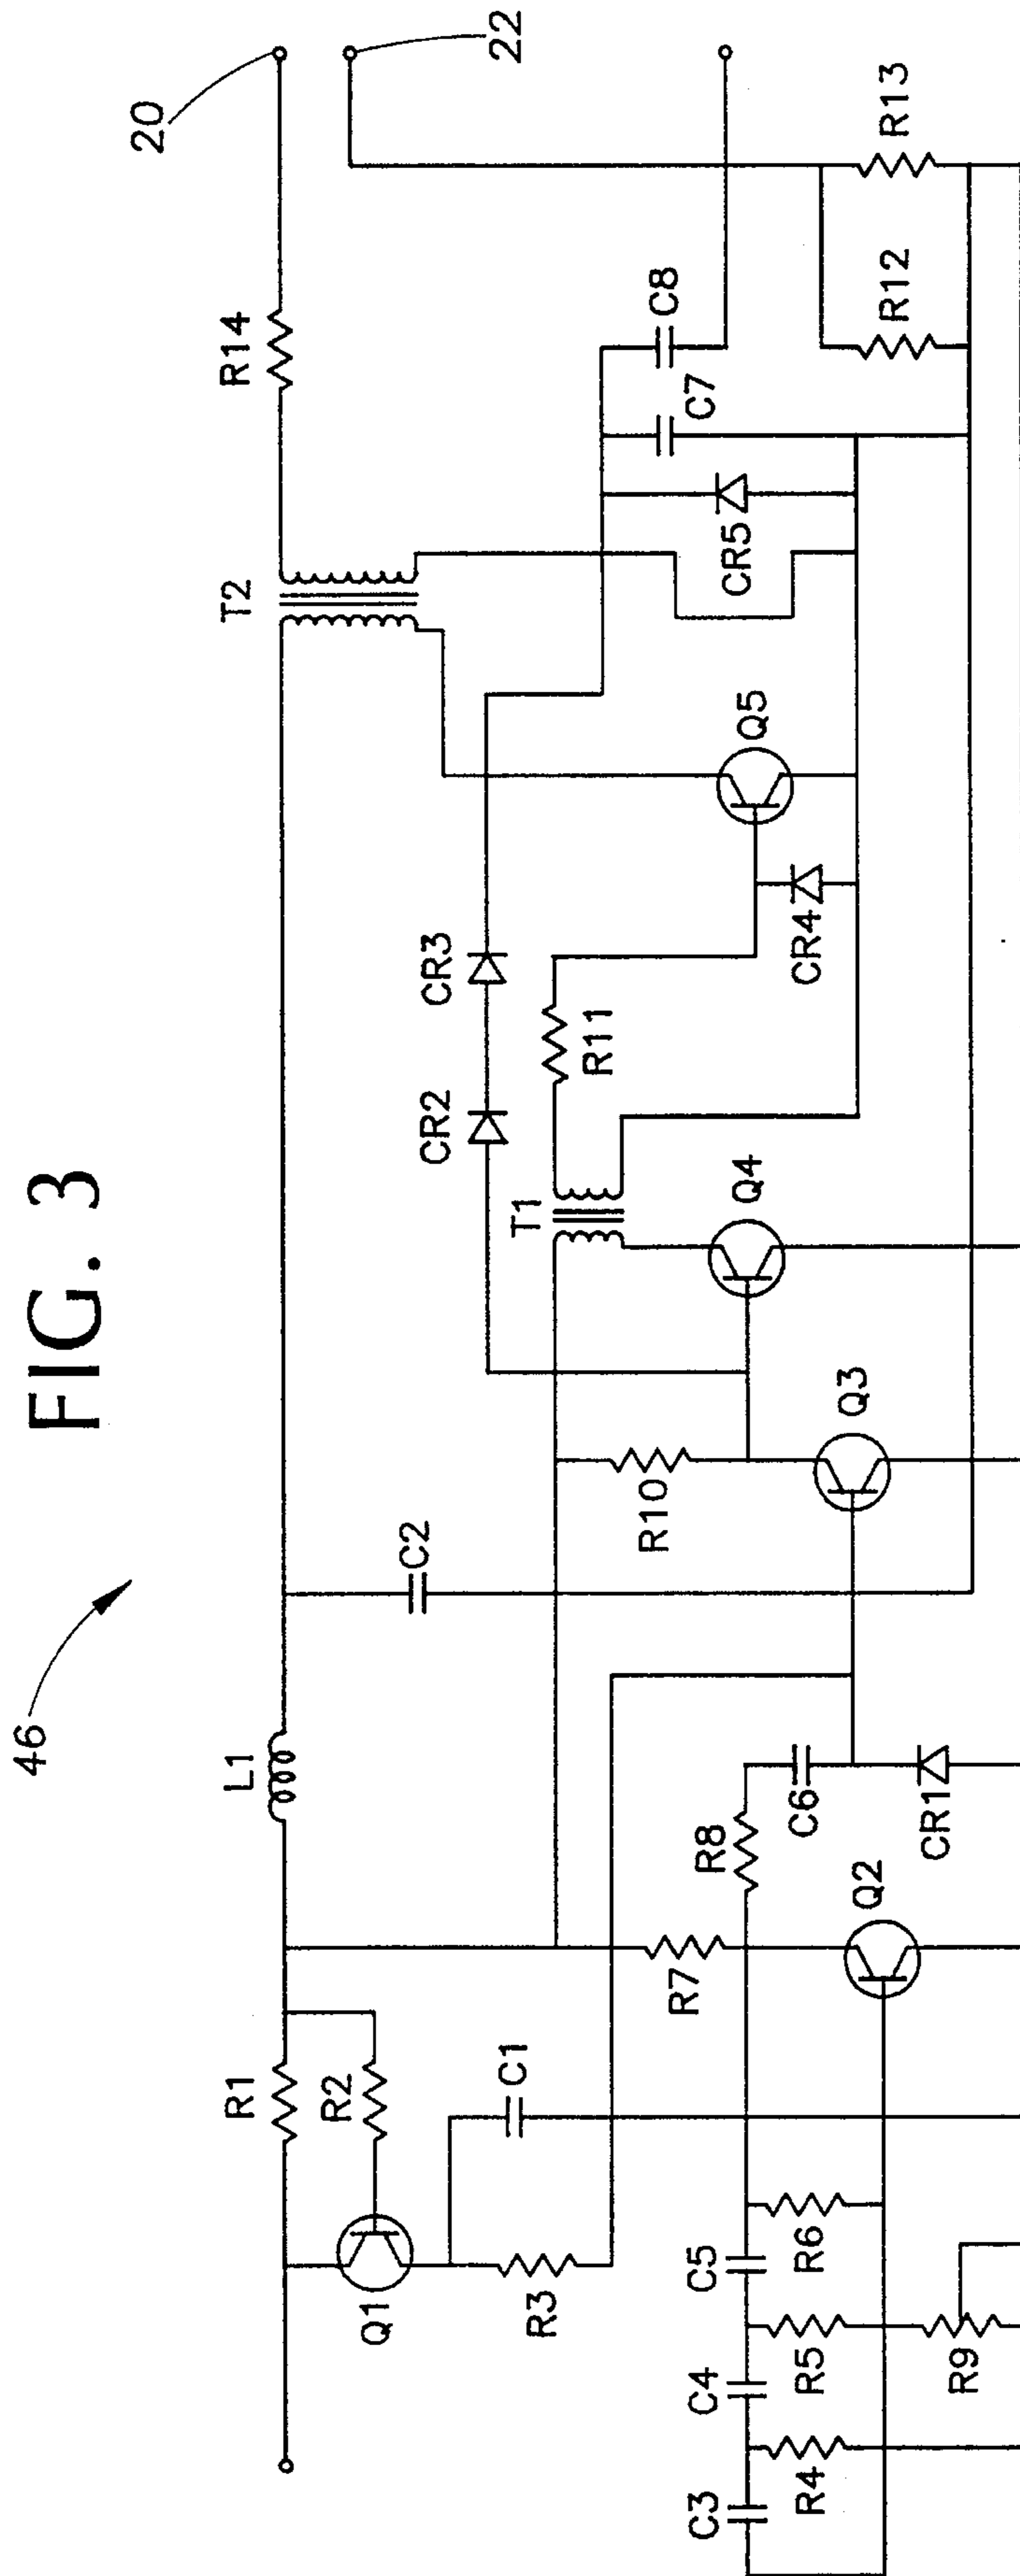 FIG. 3
46
20
22
R1
L1
T2
R14
R2
Q1
C1
C2
CR2
CR3
R3
T1
R11
R10
Q4
Q5
CR4
CR5
C7
C8
C5
C4
C3
R8
R7
C6
R6
R5
R4
R9
Q2
CR1
Q3
R12
R13